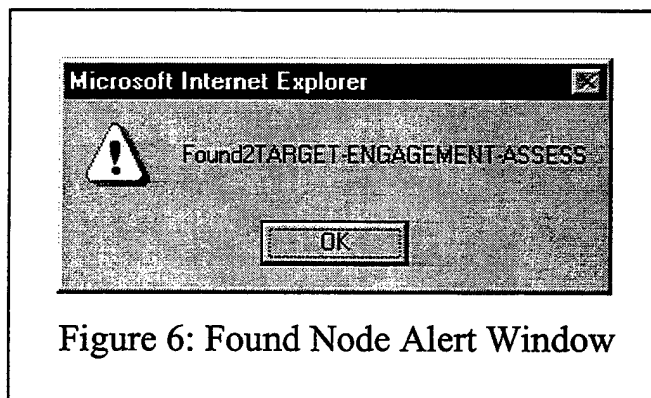 Microsoft Internet Explorer
Found2TARGET-ENGAGEMENT-ASSESS
OK
Figure 6: Found Node Alert Window